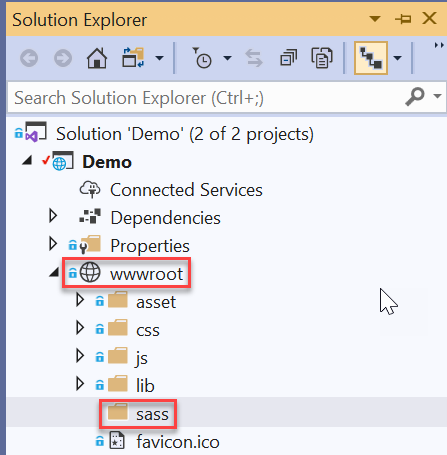 Solution Explorer
Search Solution Explorer (Ctrl+;)
Solution 'Demo' (2 of 2 projects)
Demo
Connected Services
Dependencies
Properties
wwwroot
asset
css
js
lib
sass
favicon.ico